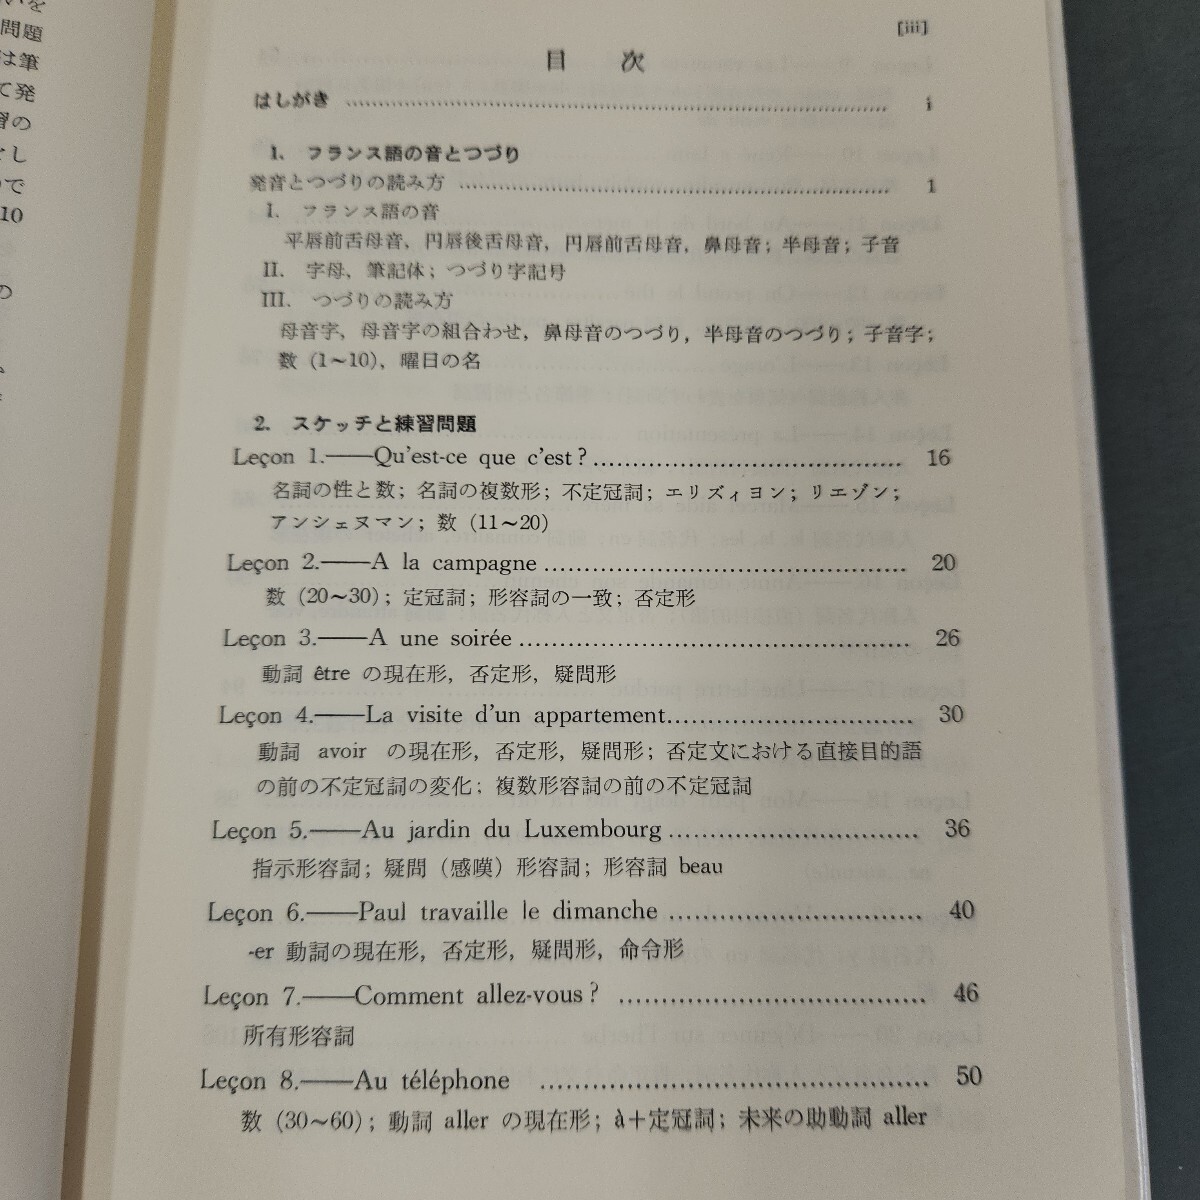 いを
問題
は筆
て発
習の
でし
ので
10
の
[iii]
目 次
はしがき …… i
1. フランス語の音とつづり
発音とつづりの読み方 …… 1
I. フランス語の音
平唇前舌母音, 円唇後舌母音, 円唇前舌母音, 鼻母音; 半母音; 子音
II. 字母, 筆記体; つづり字記号
III. つづりの読み方
母音字, 母音字の組合わせ, 鼻母音のつづり, 半母音のつづり; 子音字;
数 (1～10), 曜日の名
2. スケッチと練習問題
Leçon 1.——Qu'est-ce que c'est? …… 16
名詞の性と数; 名詞の複数形; 不定冠詞; エリズィヨン; リエゾン;
アンシェヌマン; 数 (11～20)
Leçon 2.——A la campagne …… 20
数 (20～30); 定冠詞; 形容詞の一致; 否定形
Leçon 3.——A une soirée …… 26
動詞 être の現在形, 否定形, 疑問形
Leçon 4.——La visite d'un appartement …… 30
動詞 avoir の現在形, 否定形, 疑問形; 否定文における直接目的語
の前の不定冠詞の変化; 複数形容詞の前の不定冠詞
Leçon 5.——Au jardin du Luxembourg …… 36
指示形容詞; 疑問 (感嘆) 形容詞; 形容詞 beau
Leçon 6.——Paul travaille le dimanche …… 40
-er 動詞の現在形, 否定形, 疑問形, 命令形
Leçon 7.——Comment allez-vous? …… 46
所有形容詞
Leçon 8.——Au téléphone …… 50
数 (30～60); 動詞 aller の現在形; à＋定冠詞; 未来の助動詞 aller